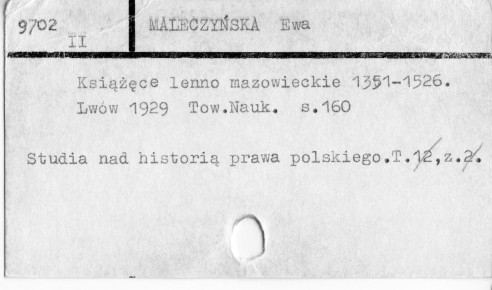 9702 MALECZYŃSKA Ewa
II
Książęce lenno mazowieckie 1351-1526.
Lwów 1929 Tow.Nauk. s.160
Studia nad historią prawa polskiego.T.12,z.2.